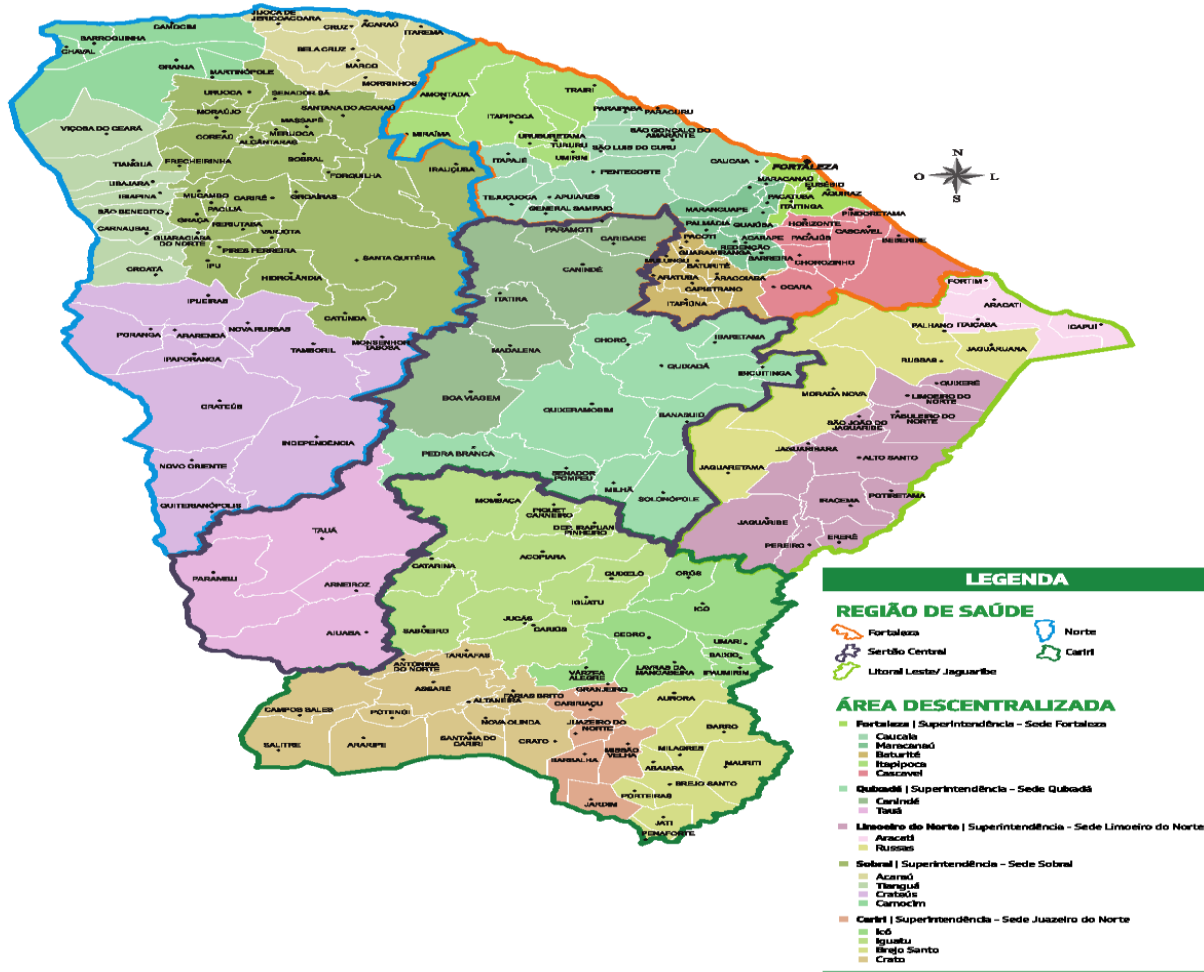 JIJOCA DE
JERICOACOARA
CRUZ
ACARAÚ
ITAREMA
CAMOCIM
BARROQUINHA
CHAVAL
BELA CRUZ
MARCO
GRANJA
MARTINÓPOLE
MORRINHOS
URUOCA
SENADOR SÁ
SANTANA DO ACARAÚ
MORAÚJO
MASSAPÊ
VIÇOSA DO CEARÁ
COREAÚ
MERUOCA
ALCÂNTARAS
TIANGUÁ
FRECHEIRINHA
SOBRAL
FORQUILHA
IRAUÇUBA
UBAJARA
IBIAPINA
MUCAMBO
CARIRÉ
GROAÍRAS
PACUJÁ
SÃO BENEDITO
GRAÇA
RERIUTABA
VARJOTA
CARNAUBAL
GUARACIABA
DO NORTE
PIRES FERREIRA
IPU
CROATÁ
HIDROLÂNDIA
SANTA QUITÉRIA
CATUNDA
AMONTADA
TRAIRI
ITAPIPOCA
MIRAÍMA
URUBURETAMA
TURURU
UMIRIM
PARAIPABA
PARACURU
SÃO GONÇALO DO
AMARANTE
SÃO LUIS DO CURU
ITAPAJÉ
PENTECOSTE
CAUCAIA
TEJUÇUOCA
APUIARÉS
GENERAL SAMPAIO
FORTALEZA
MARACANAÚ
EUSÉBIO
PACATUBA
AQUIRAZ
ITAITINGA
MARANGUAPE
GUAIÚBA
PALMÁCIA
PINDORETAMA
HORIZONTE
CASCAVEL
PACAJÚS
BEBERIBE
ACARAPE
REDENÇÃO
BARREIRA
CHOROZINHO
OCARA
PACOTI
GUARAMIRANGA
MULUNGU
BATURITÉ
ARATUBA
ARACOIABA
CAPISTRANO
ITAPIÚNA
PARAMOTI
CARIDADE
CANINDÉ
ITATIRA
MADALENA
BOA VIAGEM
CHORÓ
IBARETAMA
QUIXADÁ
IBICUITINGA
QUIXERAMOBIM
BANABUIÚ
PEDRA BRANCA
SENADOR
POMPEU
MILHÃ
SOLONÓPOLE
FORTIM
ARACATI
ITAIÇABA
ICAPUÍ
PALHANO
JAGUARUANA
RUSSAS
QUIXERÉ
MORADA NOVA
LIMOEIRO DO
NORTE
TABULEIRO DO
NORTE
SÃO JOÃO DO
JAGUARIBE
JAGUARIBARA
ALTO SANTO
JAGUARETAMA
POTIRETAMA
IRACEMA
JAGUARIBE
PEREIRO
ERERÊ
IPUEIRAS
PORANGA
ARARENDÁ
NOVA RUSSAS
IPAPORANGA
TAMBORIL
MONSENHOR
TABOSA
CRATEÚS
INDEPENDÊNCIA
NOVO ORIENTE
QUITERIANÓPOLIS
TAUÁ
PARAMBU
ARNEIROZ
AIUABA
MOMBAÇA
PIQUET
CARNEIRO
DEP. IRAPUAN
PINHEIRO
ACOPIARA
CATARINA
QUIXELÔ
IGUATU
JUCÁS
CARIÚS
SABOEIRO
ORÓS
ICÓ
CEDRO
UMARI
BAIXIO
LAVRAS DA
MANGABEIRA
IPAUMIRIM
VÁRZEA
ALEGRE
GRANJEIRO
TARRAFAS
ANTONINA
DO NORTE
ASSARÉ
ALTANEIRA
FARIAS BRITO
CARIRIAÇU
CAMPOS SALES
POTENGI
NOVA OLINDA
JUAZEIRO DO
NORTE
SALITRE
ARARIPE
SANTANA DO
CARIRI
CRATO
BARBALHA
MISSÃO
VELHA
JARDIM
AURORA
BARRO
MILAGRES
MAURITI
ABAIARA
BREJO SANTO
PORTEIRAS
JATI
PENAFORTE
N
O L
S
LEGENDA
REGIÃO DE SAÚDE
Fortaleza
Norte
Sertão Central
Cariri
Litoral Leste/ Jaguaribe
ÁREA DESCENTRALIZADA
Fortaleza | Superintendência - Sede Fortaleza
Caucaia
Maracanaú
Baturité
Itapipoca
Cascavel
Quixadá | Superintendência - Sede Quixadá
Canindé
Tauá
Limoeiro do Norte | Superintendência - Sede Limoeiro do Norte
Aracati
Russas
Sobral | Superintendência - Sede Sobral
Acaraú
Tianguá
Crateús
Camocim
Cariri | Superintendência - Sede Juazeiro do Norte
Icó
Iguatu
Brejo Santo
Crato